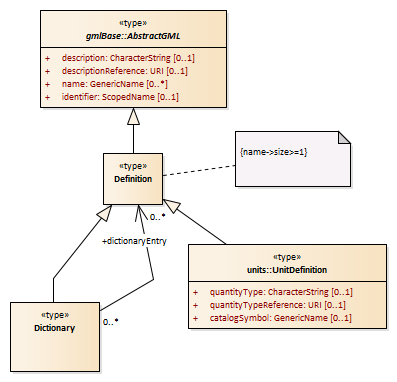 «type»
gmlBase::AbstractGML
+ description: CharacterString [0..1]
+ descriptionReference: URI [0..1]
+ name: GenericName [0..*]
+ identifier: ScopedName [0..1]
{name->size>=1}
«type»
Definition
0..*
+dictionaryEntry
«type»
units::UnitDefinition
+ quantityType: CharacterString [0..1]
+ quantityTypeReference: URI [0..1]
+ catalogSymbol: GenericName [0..1]
«type»
Dictionary
0..*